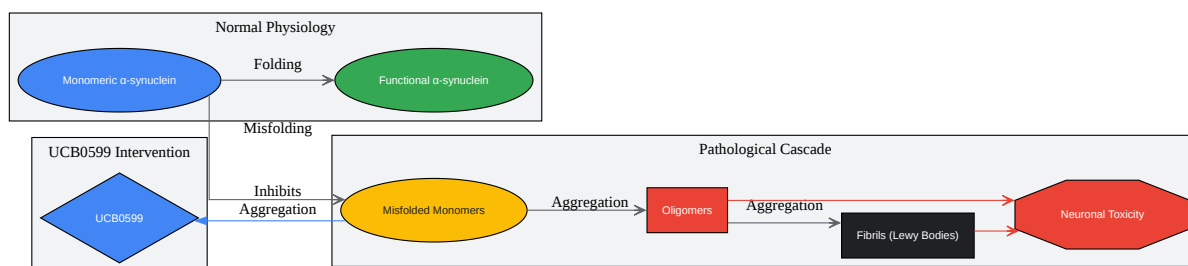 Normal Physiology
Monomeric α-synuclein
Folding
Functional α-synuclein
Misfolding
UCB0599 Intervention
Pathological Cascade
UCB0599
Inhibits
Aggregation
Misfolded Monomers
Aggregation
Oligomers
Aggregation
Fibrils (Lewy Bodies)
Neuronal Toxicity